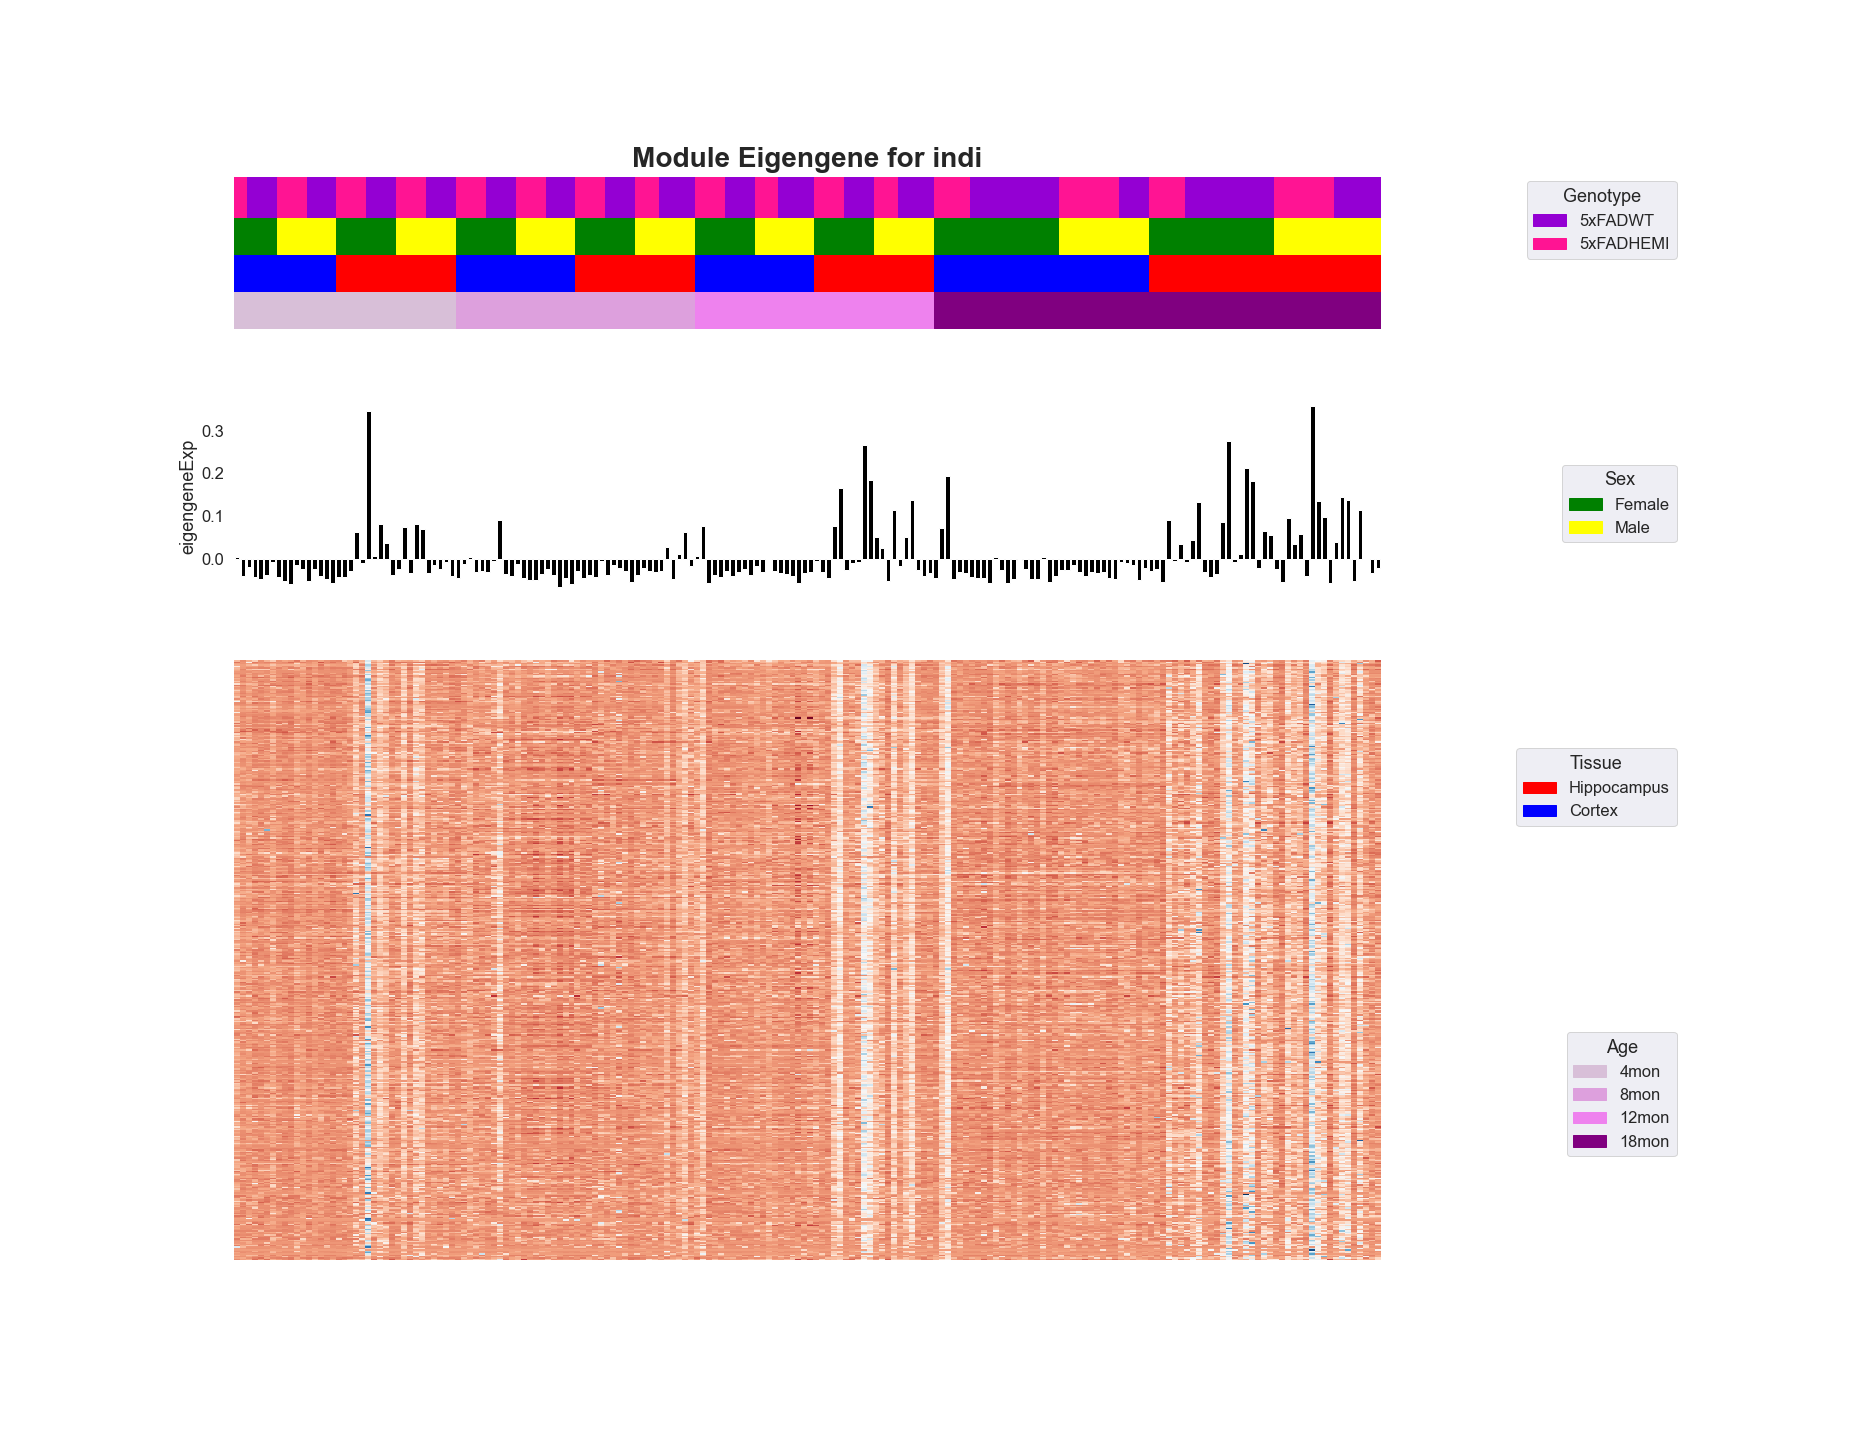 Module Eigengene for indi
Genotype
5xFADWT
5xFADHEMI
eigengeneExp
0.3
0.2
0.1
0.0
Sex
Female
Male
Tissue
Hippocampus
Cortex
Age
4mon
8mon
12mon
18mon